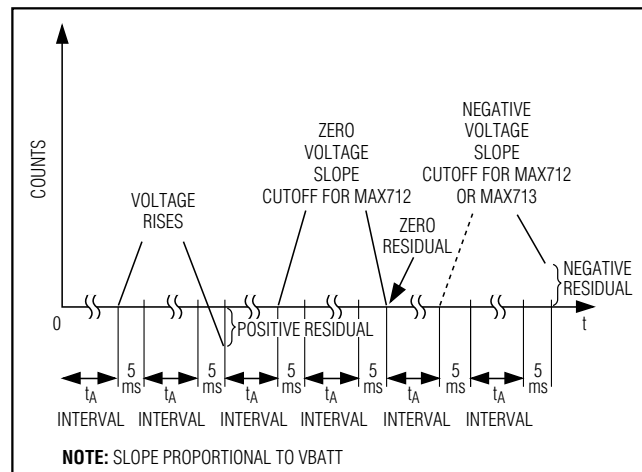 COUNTS
NEGATIVE
VOLTAGE
SLOPE
CUTOFF FOR MAX712
OR MAX713
ZERO
VOLTAGE
SLOPE
CUTOFF FOR MAX712
VOLTAGE
RISES
ZERO
RESIDUAL
NEGATIVE
RESIDUAL
0
POSITIVE RESIDUAL
t
5
ms
5
ms
5
ms
5
ms
5
ms
5
ms
tA
tA
tA
tA
tA
tA
INTERVAL INTERVAL INTERVAL INTERVAL INTERVAL INTERVAL
NOTE: SLOPE PROPORTIONAL TO VBATT